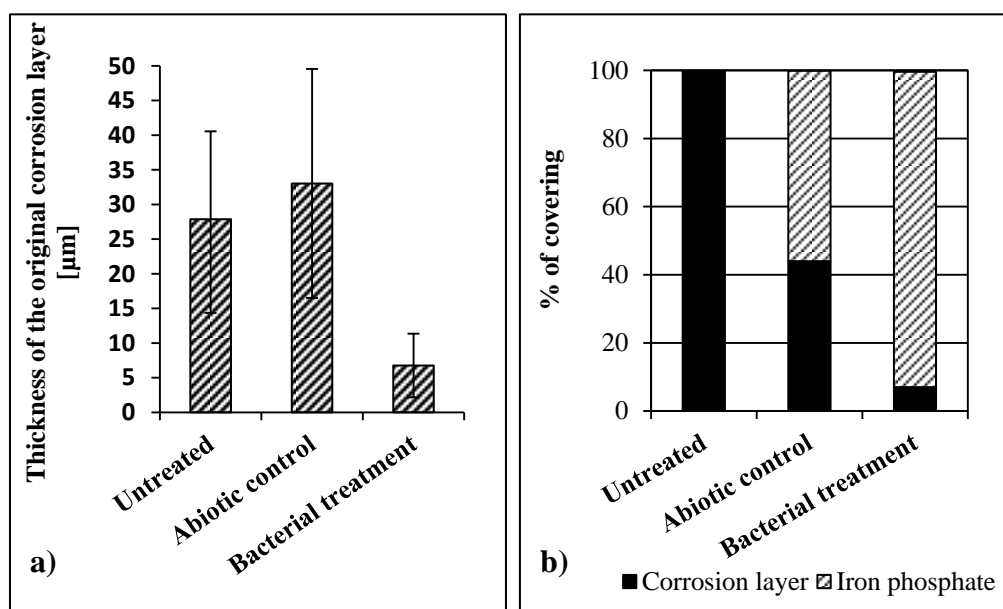 Thickness of the original corrosion layer
[µm]
50
45
40
35
30
25
20
15
10
5
0
Untreated
Abiotic control
Bacterial treatment
a)
% of covering
100
80
60
40
20
0
Untreated
Abiotic control
Bacterial treatment
b)
Corrosion layer
Iron phosphate